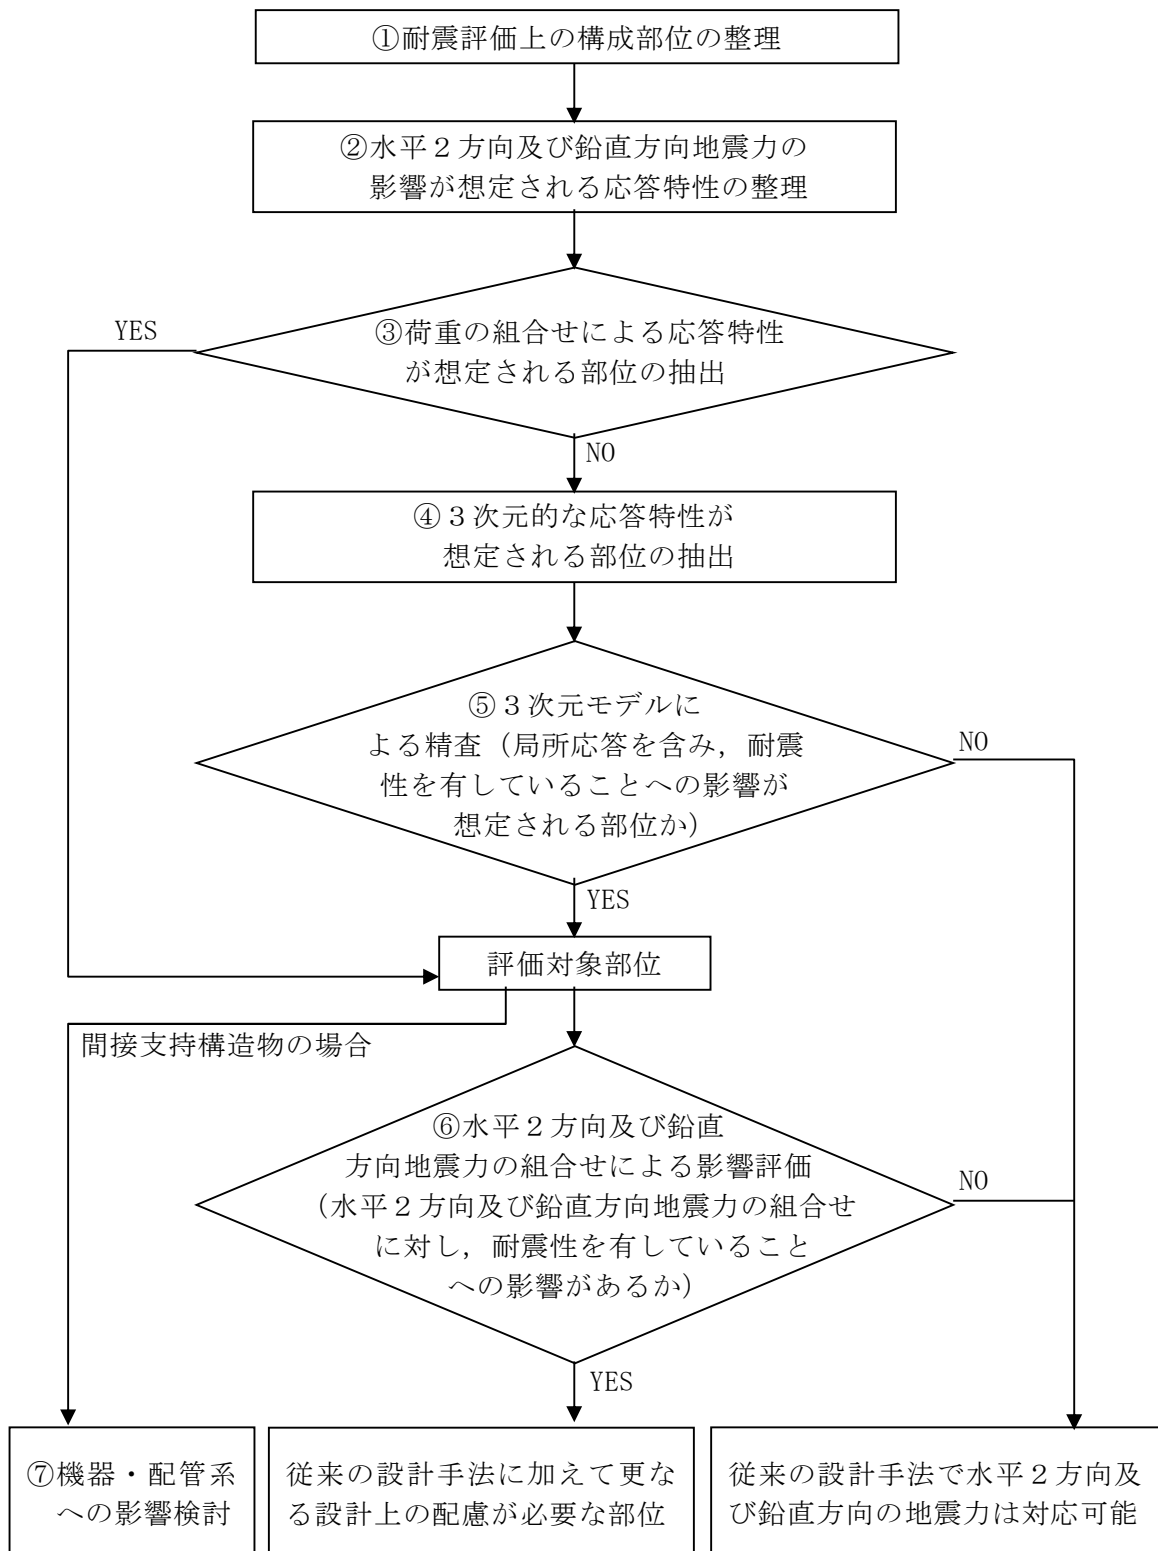 ①耐震評価上の構成部位の整理
②水平２方向及び鉛直方向地震力の
影響が想定される応答特性の整理
YES
③荷重の組合せによる応答特性
が想定される部位の抽出
NO
④３次元的な応答特性が
想定される部位の抽出
⑤３次元モデルに
よる精査（局所応答を含み，耐震
性を有していることへの影響が
想定される部位か）
NO
YES
評価対象部位
間接支持構造物の場合
⑥水平２方向及び鉛直
方向地震力の組合せによる影響評価
（水平２方向及び鉛直方向地震力の組合せ
に対し，耐震性を有していること
への影響があるか）
NO
YES
⑦機器・配管系
への影響検討
従来の設計手法に加えて更な
る設計上の配慮が必要な部位
従来の設計手法で水平２方向及
び鉛直方向の地震力は対応可能